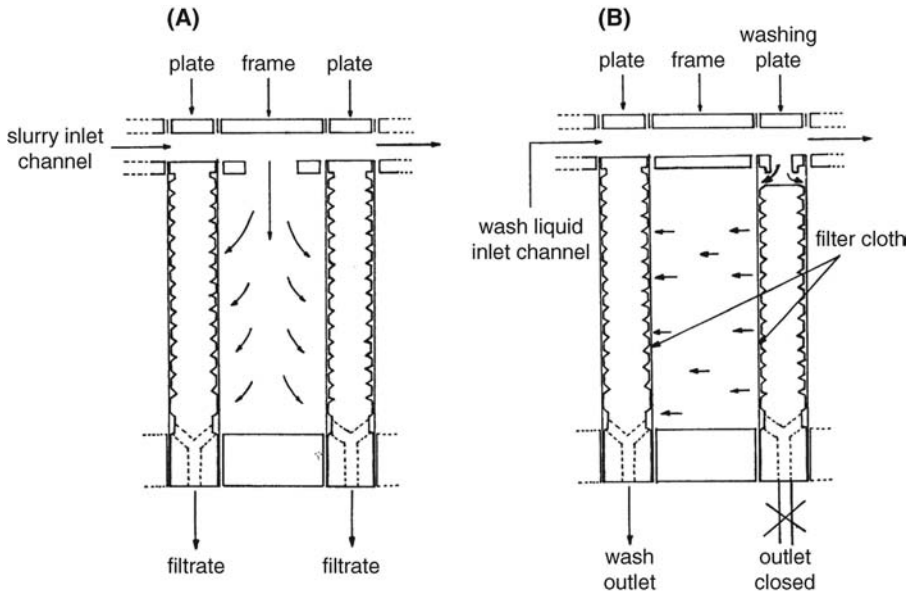 (A)
plate
frame
plate
slurry inlet
channel
filtrate
filtrate
(B)
washing
plate
frame
plate
wash liquid
inlet channel
filter cloth
wash
outlet
outlet
closed